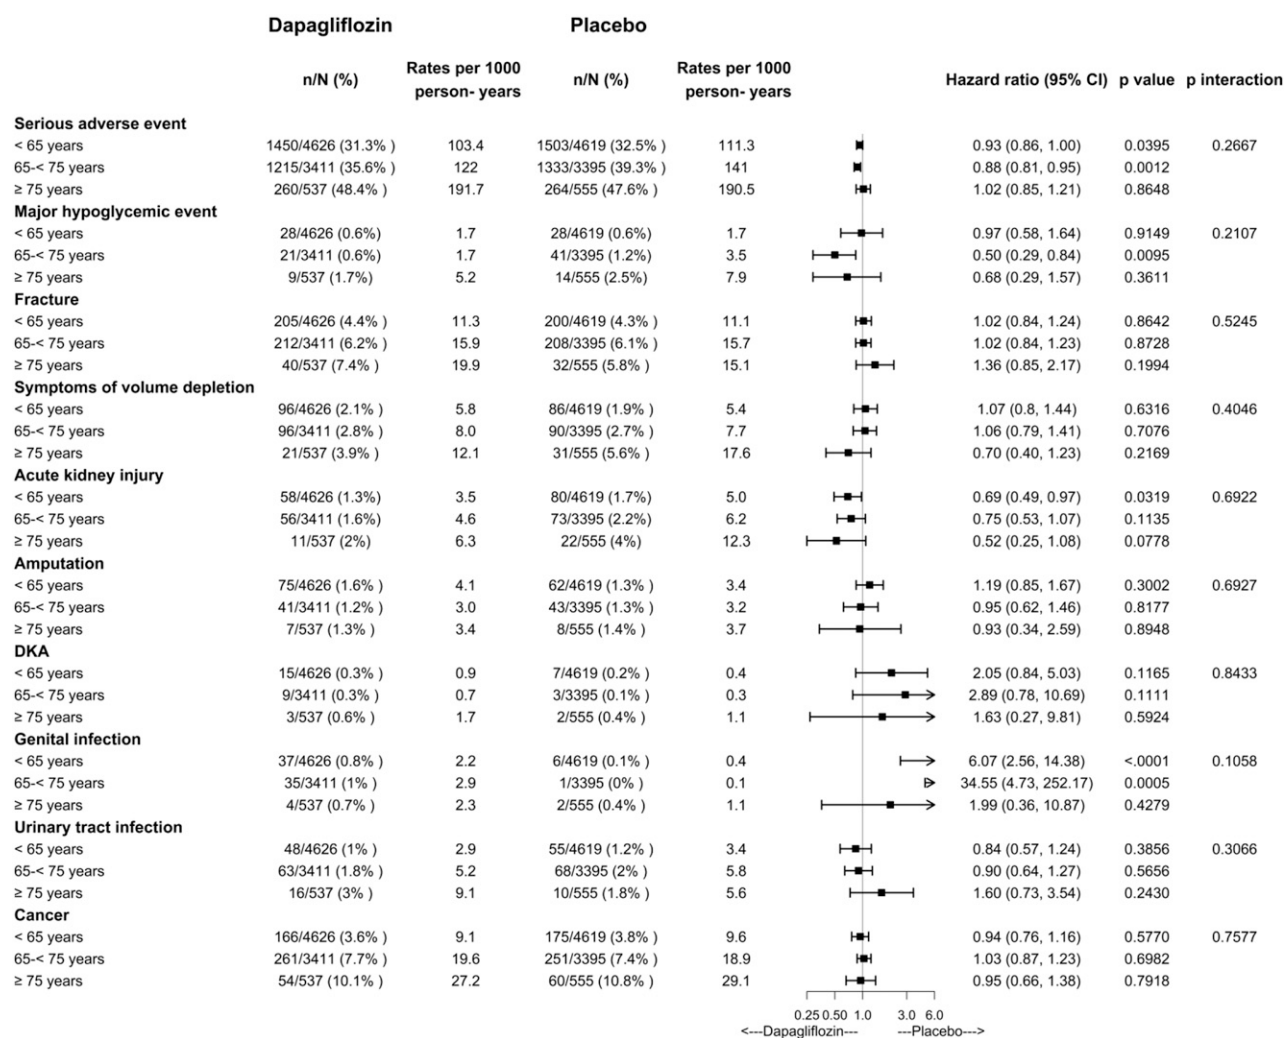 Dapagliflozin Placebo
n/N (%) Rates per 1000 person- years n/N (%) Rates per 1000 person- years Hazard ratio (95% CI) p value p interaction
Serious adverse event
< 65 years 1450/4626 (31.3% ) 103.4 1503/4619 (32.5% ) 111.3 0.93 (0.86, 1.00) 0.0395 0.2667
65-< 75 years 1215/3411 (35.6% ) 122 1333/3395 (39.3% ) 141 0.88 (0.81, 0.95) 0.0012
≥ 75 years 260/537 (48.4% ) 191.7 264/555 (47.6% ) 190.5 1.02 (0.85, 1.21) 0.8648
Major hypoglycemic event
< 65 years 28/4626 (0.6%) 1.7 28/4619 (0.6%) 1.7 0.97 (0.58, 1.64) 0.9149 0.2107
65-< 75 years 21/3411 (0.6%) 1.7 41/3395 (1.2%) 3.5 0.50 (0.29, 0.84) 0.0095
≥ 75 years 9/537 (1.7%) 5.2 14/555 (2.5%) 7.9 0.68 (0.29, 1.57) 0.3611
Fracture
< 65 years 205/4626 (4.4% ) 11.3 200/4619 (4.3% ) 11.1 1.02 (0.84, 1.24) 0.8642 0.5245
65-< 75 years 212/3411 (6.2% ) 15.9 208/3395 (6.1% ) 15.7 1.02 (0.84, 1.23) 0.8728
≥ 75 years 40/537 (7.4% ) 19.9 32/555 (5.8% ) 15.1 1.36 (0.85, 2.17) 0.1994
Symptoms of volume depletion
< 65 years 96/4626 (2.1% ) 5.8 86/4619 (1.9% ) 5.4 1.07 (0.8, 1.44) 0.6316 0.4046
65-< 75 years 96/3411 (2.8% ) 8.0 90/3395 (2.7% ) 7.7 1.06 (0.79, 1.41) 0.7076
≥ 75 years 21/537 (3.9% ) 12.1 31/555 (5.6% ) 17.6 0.70 (0.40, 1.23) 0.2169
Acute kidney injury
< 65 years 58/4626 (1.3%) 3.5 80/4619 (1.7%) 5.0 0.69 (0.49, 0.97) 0.0319 0.6922
65-< 75 years 56/3411 (1.6% ) 4.6 73/3395 (2.2%) 6.2 0.75 (0.53, 1.07) 0.1135
≥ 75 years 11/537 (2%) 6.3 22/555 (4%) 12.3 0.52 (0.25, 1.08) 0.0778
Amputation
< 65 years 75/4626 (1.6% ) 4.1 62/4619 (1.3% ) 3.4 1.19 (0.85, 1.67) 0.3002 0.6927
65-< 75 years 41/3411 (1.2% ) 3.0 43/3395 (1.3% ) 3.2 0.95 (0.62, 1.46) 0.8177
≥ 75 years 7/537 (1.3% ) 3.4 8/555 (1.4% ) 3.7 0.93 (0.34, 2.59) 0.8948
DKA
< 65 years 15/4626 (0.3% ) 0.9 7/4619 (0.2% ) 0.4 2.05 (0.84, 5.03) 0.1165 0.8433
65-< 75 years 9/3411 (0.3% ) 0.7 3/3395 (0.1% ) 0.3 2.89 (0.78, 10.69) 0.1111
≥ 75 years 3/537 (0.6% ) 1.7 2/555 (0.4% ) 1.1 1.63 (0.27, 9.81) 0.5924
Genital infection
< 65 years 37/4626 (0.8% ) 2.2 6/4619 (0.1% ) 0.4 6.07 (2.56, 14.38) <.0001 0.1058
65-< 75 years 35/3411 (1% ) 2.9 1/3395 (0% ) 0.1 34.55 (4.73, 252.17) 0.0005
≥ 75 years 4/537 (0.7% ) 2.3 2/555 (0.4% ) 1.1 1.99 (0.36, 10.87) 0.4279
Urinary tract infection
< 65 years 48/4626 (1% ) 2.9 55/4619 (1.2% ) 3.4 0.84 (0.57, 1.24) 0.3856 0.3066
65-< 75 years 63/3411 (1.8% ) 5.2 68/3395 (2% ) 5.8 0.90 (0.64, 1.27) 0.5656
≥ 75 years 16/537 (3% ) 9.1 10/555 (1.8% ) 5.6 1.60 (0.73, 3.54) 0.2430
Cancer
< 65 years 166/4626 (3.6% ) 9.1 175/4619 (3.8% ) 9.6 0.94 (0.76, 1.16) 0.5770 0.7577
65-< 75 years 261/3411 (7.7% ) 19.6 251/3395 (7.4% ) 18.9 1.03 (0.87, 1.23) 0.6982
≥ 75 years 54/537 (10.1% ) 27.2 60/555 (10.8% ) 29.1 0.95 (0.66, 1.38) 0.7918
0.25 0.50 1.0 3.0 6.0
<---Dapagliflozin--- ---Placebo--->